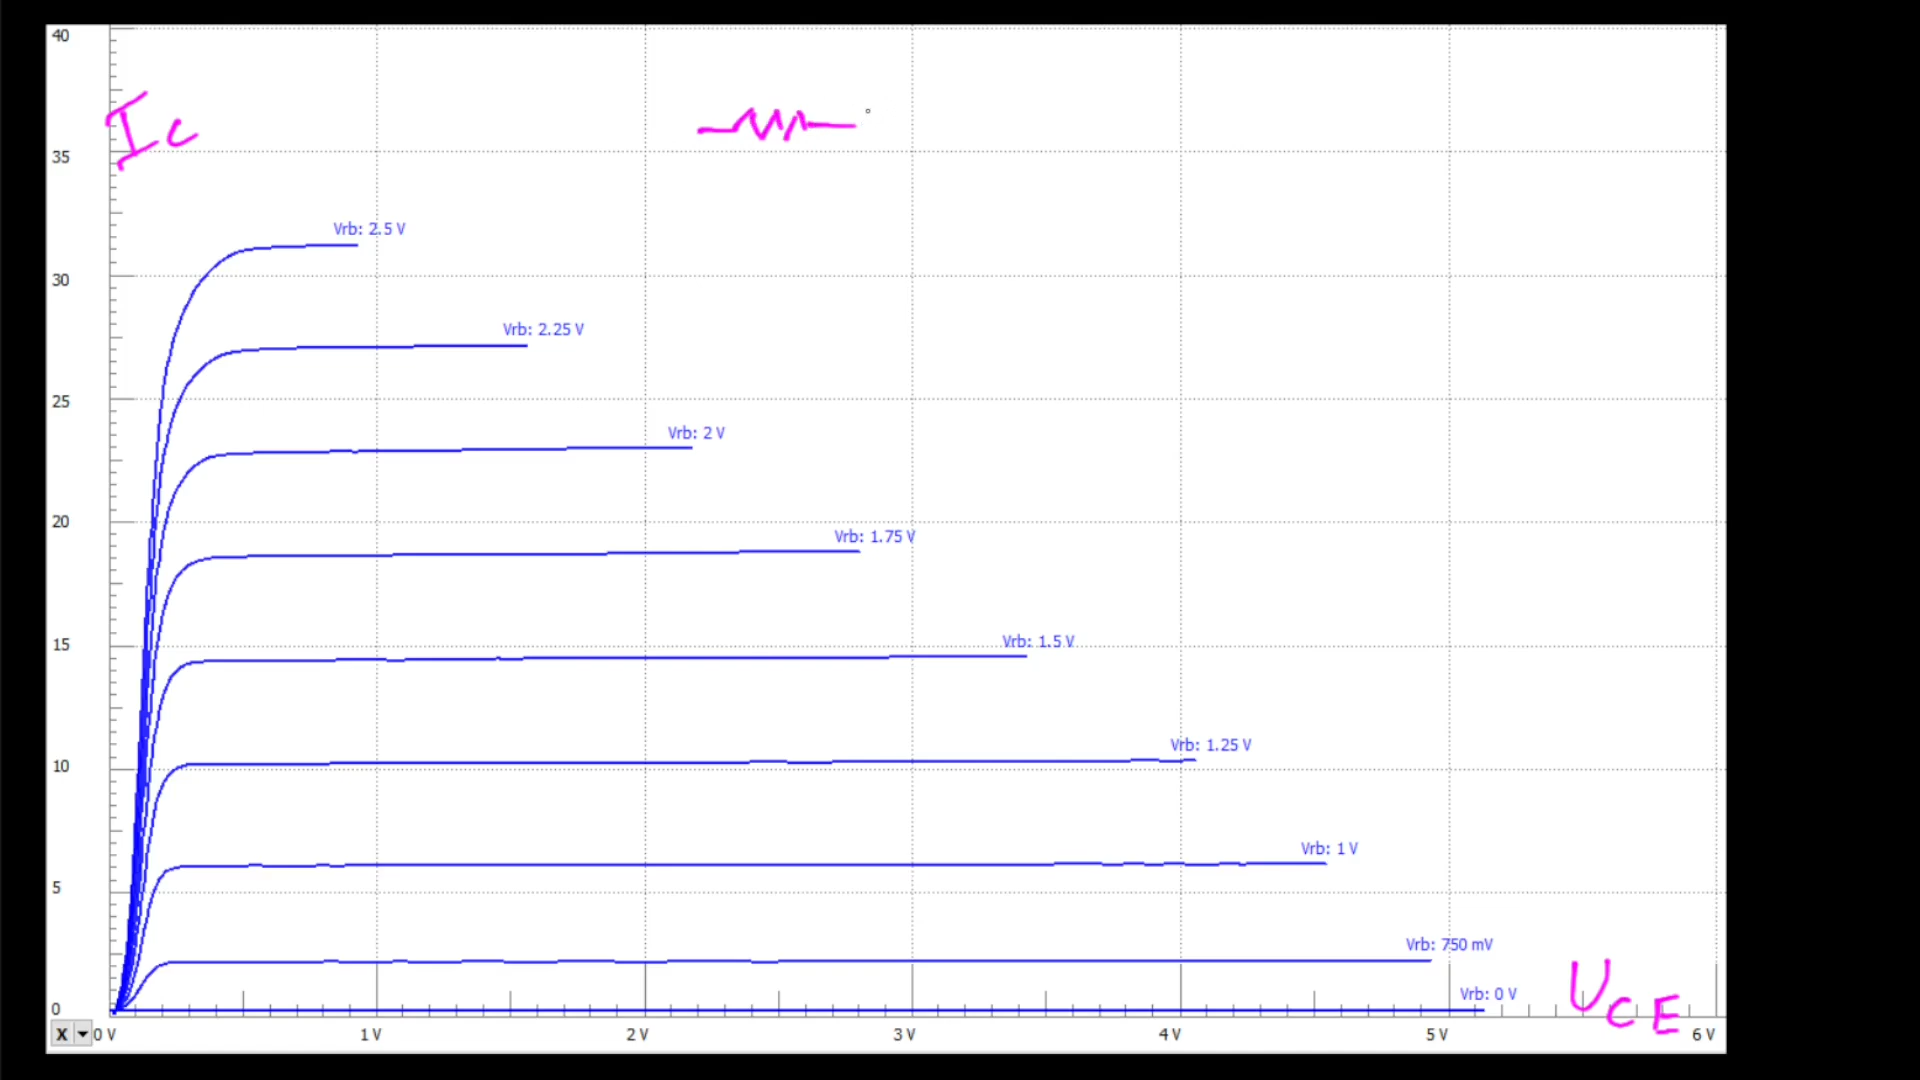 40
I C
35
Vrb: 2.5 V
30
Vrb: 2.25 V
25
Vrb: 2 V
20
Vrb: 1.75 V
15
Vrb: 1.5 V
10
Vrb: 1.25 V
5
Vrb: 1 V
Vrb: 750 mV
Vrb: 0 V
U C E
0
X 0 V 1 V 2 V 3 V 4 V 5 V 6 V